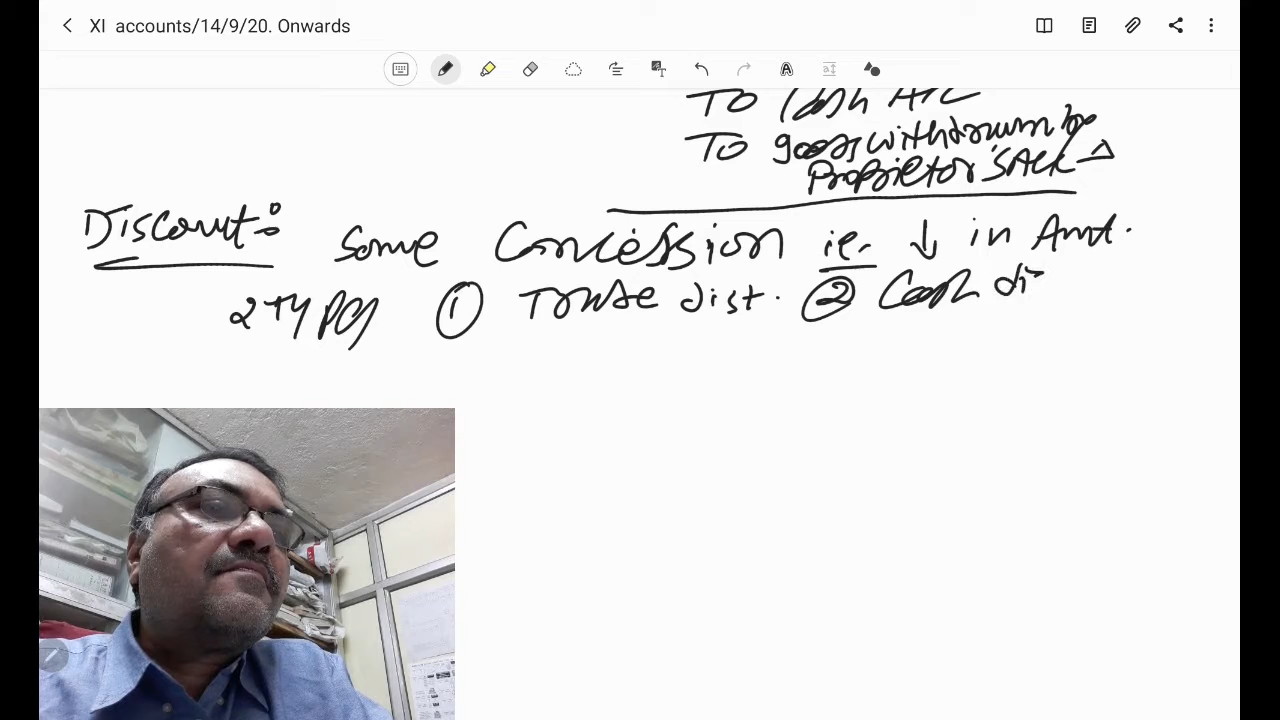 XI accounts/14/9/20. Onwards
To Cash A/c
To goods withdrawn by
Proprietor's A/c
Discount:- Some Concession ie. ↓ in Amt.
2 types ① Trade dist. ② Cash di